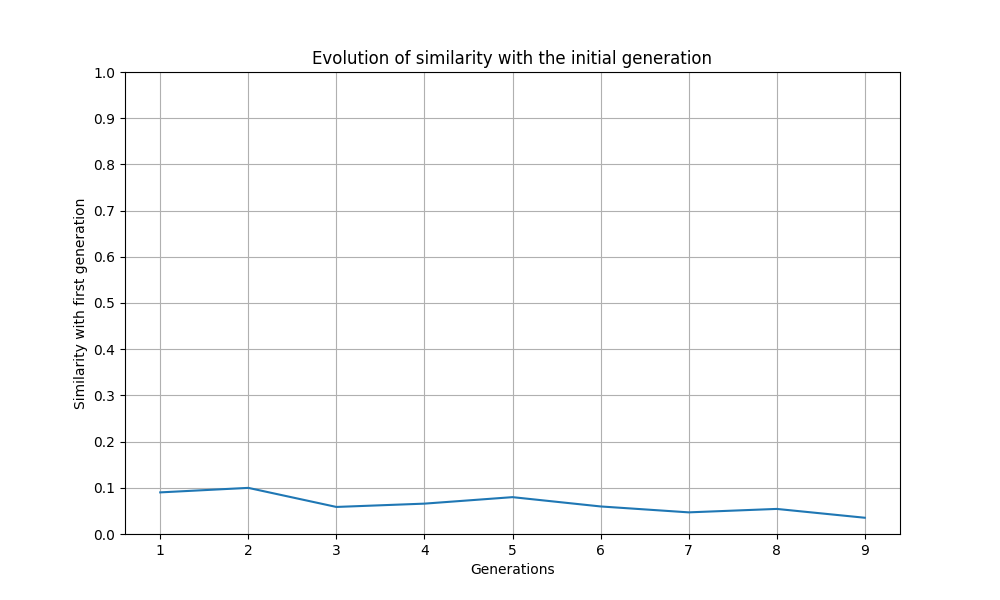 Evolution of similarity with the initial generation
1.0
0.9
0.8
0.7
0.6
0.5
0.4
0.3
0.2
0.1
0.0
Similarity with first generation
1 2 3 4 5 6 7 8 9
Generations